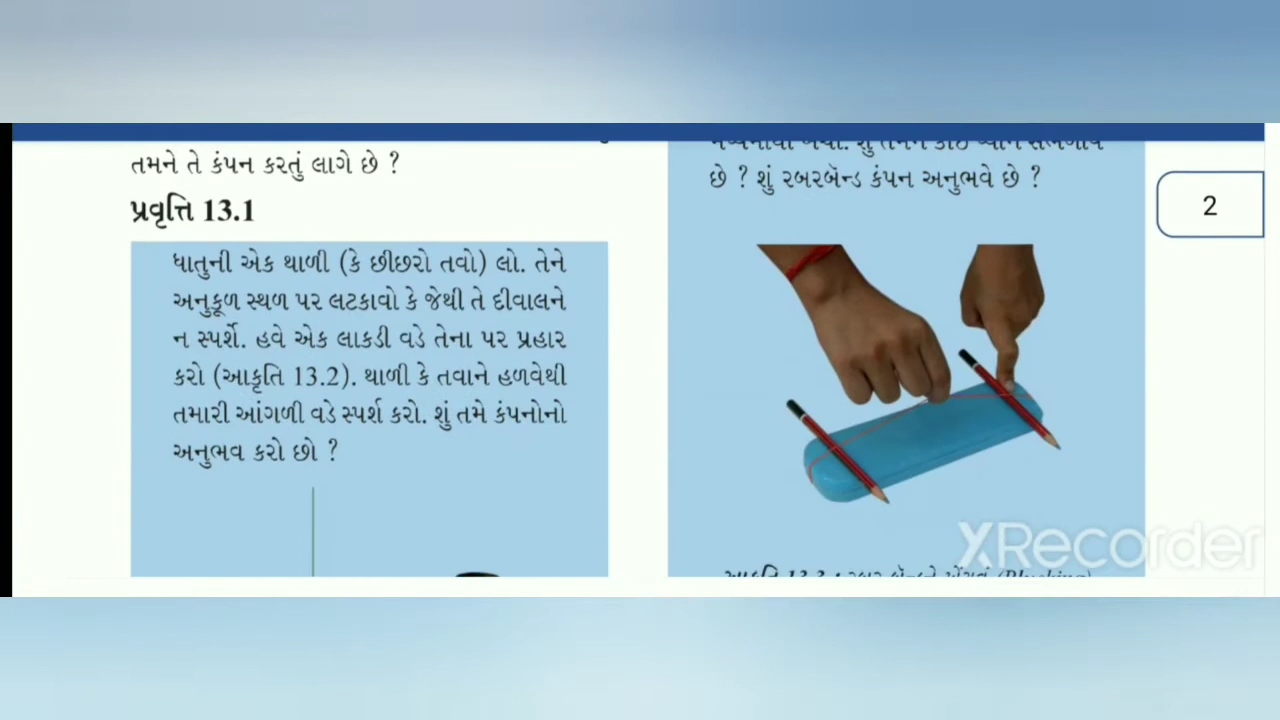 તમને તે કંપન કરતું લાગે છે ?
પ્રવૃત્તિ 13.1
ધાતુની એક થાળી (કે છીછરો તવો) લો. તેને
અનુકૂળ સ્થળ પર લટકાવો કે જેથી તે દીવાલને
ન સ્પર્શે. હવે એક લાકડી વડે તેના પર પ્રહાર
કરો (આકૃતિ 13.2). થાળી કે તવાને હળવેથી
તમારી આંગળી વડે સ્પર્શ કરો. શું તમે કંપનોનો
અનુભવ કરો છો ?
છે ? શું રબરબૅન્ડ કંપન અનુભવે છે ?
2
XRecorder